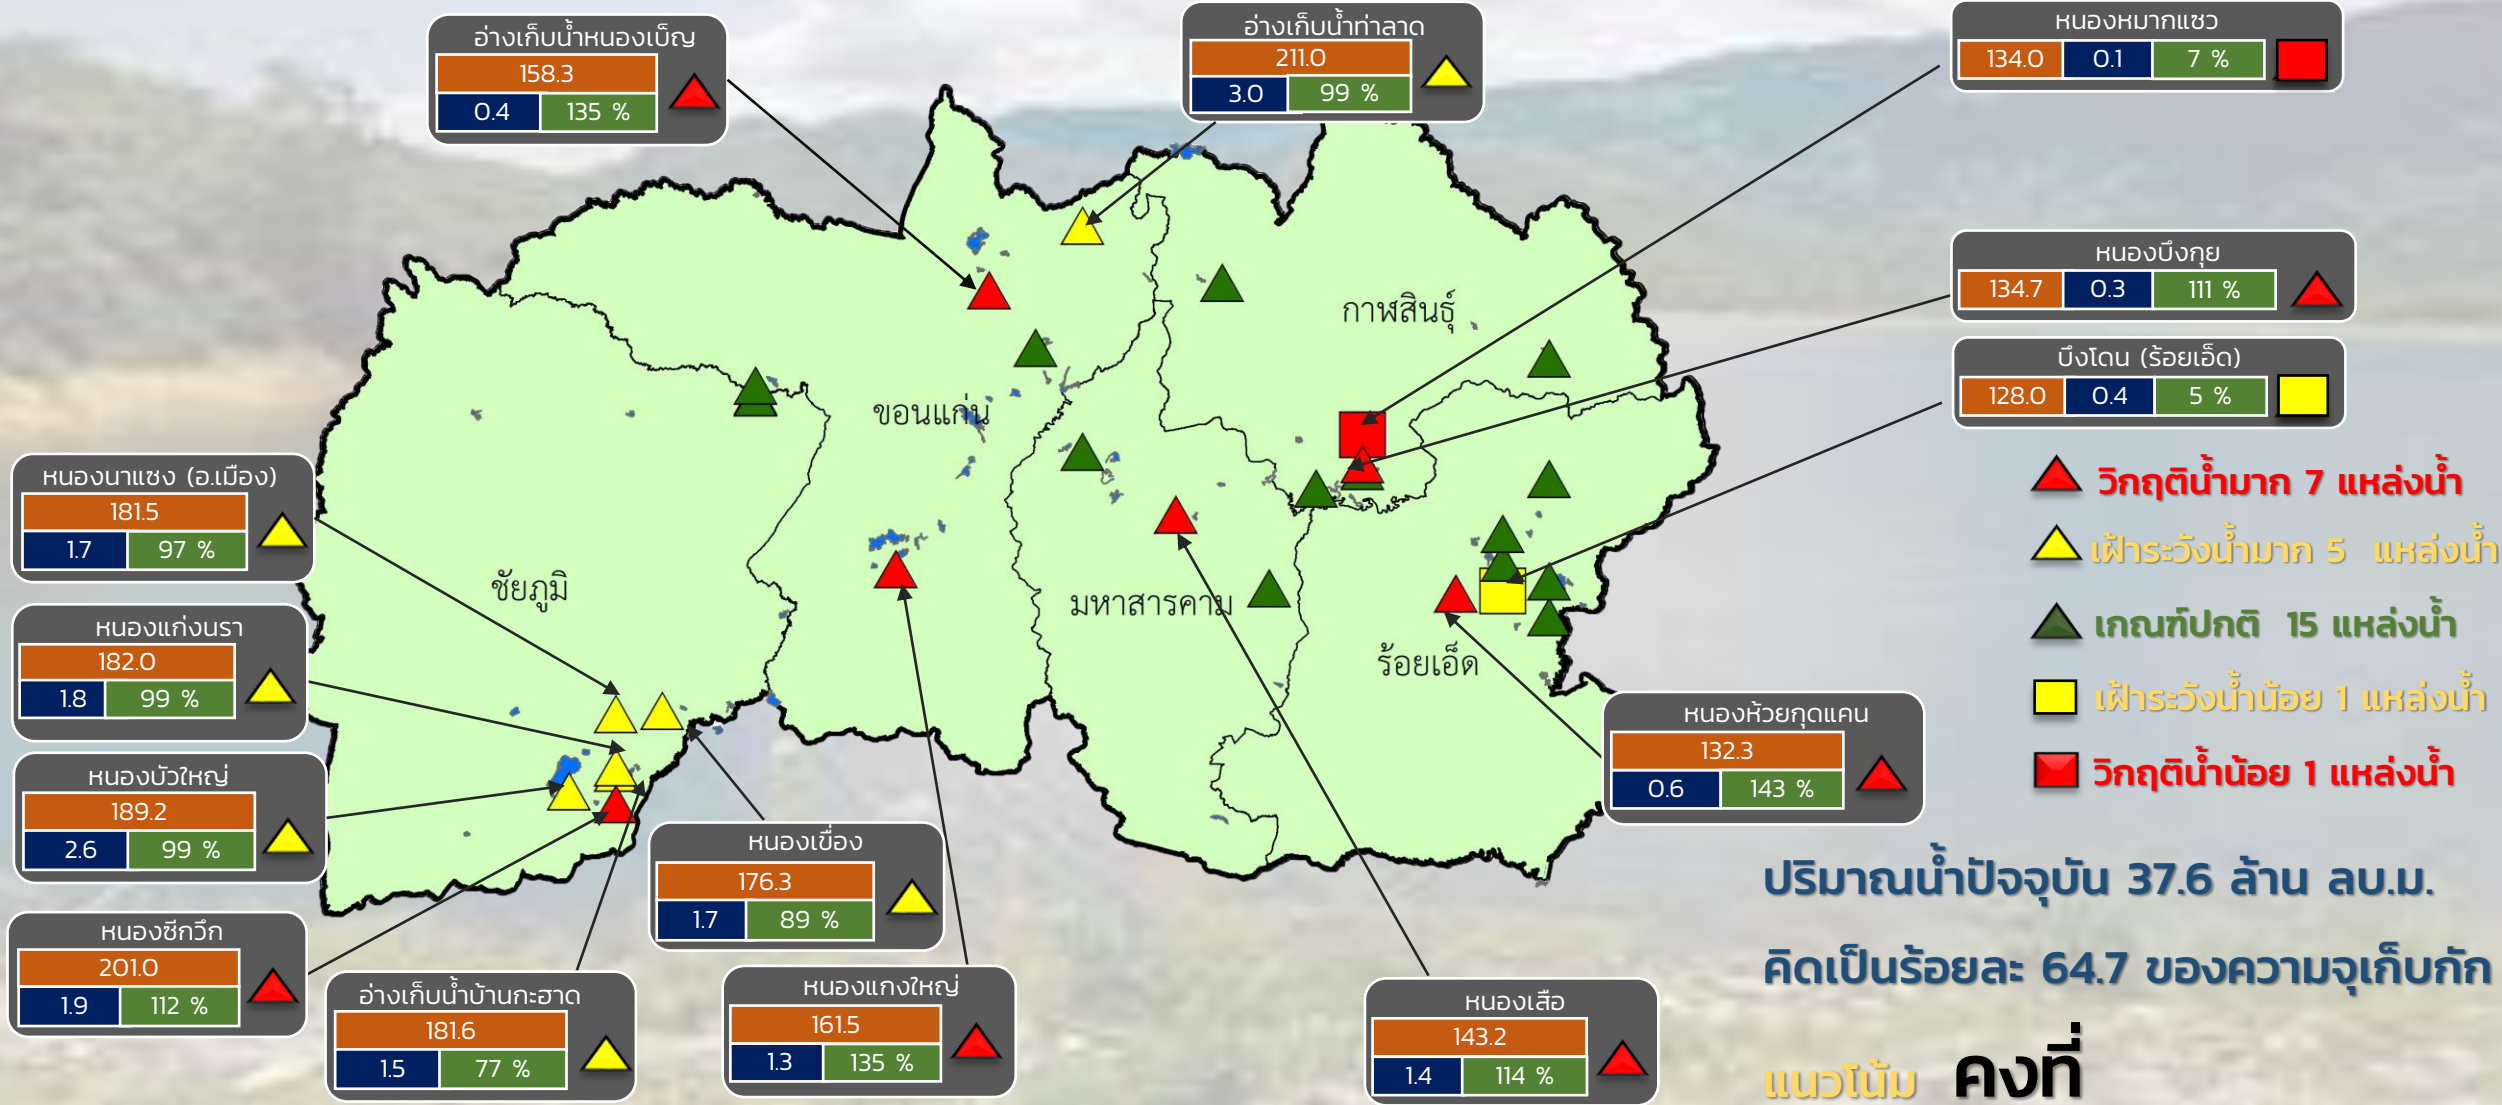 อ่างเก็บน้ำหนองเบ็ญ
158.3
0.4 135 %
อ่างเก็บน้ำท่าลาด
211.0
3.0 99 %
หนองหมากแซว
134.0 0.1 7 %
หนองบึงกุย
134.7 0.3 111 %
บึงโดน (ร้อยเอ็ด)
128.0 0.4 5 %
กาฬสินธุ์
ขอนแก่น
ชัยภูมิ
มหาสารคาม
ร้อยเอ็ด
หนองนาแซง (อ.เมือง)
181.5
1.7 97 %
หนองแก่งนรา
182.0
1.8 99 %
หนองบัวใหญ่
189.2
2.6 99 %
หนองซีกวึก
201.0
1.9 112 %
อ่างเก็บน้ำบ้านกะฮาด
181.6
1.5 77 %
หนองเขื่อง
176.3
1.7 89 %
หนองแกงใหญ่
161.5
1.3 135 %
หนองเสือ
143.2
1.4 114 %
หนองห้วยกุดแคน
132.3
0.6 143 %
วิกฤติน้ำมาก 7 แหล่งน้ำ
เฝ้าระวังน้ำมาก 5 แหล่งน้ำ
เกณฑ์ปกติ 15 แหล่งน้ำ
เฝ้าระวังน้ำน้อย 1 แหล่งน้ำ
วิกฤติน้ำน้อย 1 แหล่งน้ำ
ปริมาณน้ำปัจจุบัน 37.6 ล้าน ลบ.ม.
คิดเป็นร้อยละ 64.7 ของความจุเก็บกัก
แนวโน้ม คงที่